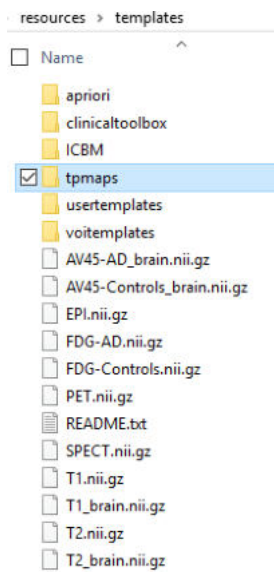 resources > templates
Name
apriori
clinicaltoolbox
ICBM
tpmaps
usertemplates
voitemplates
AV45-AD_brain.nii.gz
AV45-Controls_brain.nii.gz
EPI.nii.gz
FDG-AD.nii.gz
FDG-Controls.nii.gz
PET.nii.gz
README.txt
SPECT.nii.gz
T1.nii.gz
T1_brain.nii.gz
T2.nii.gz
T2_brain.nii.gz